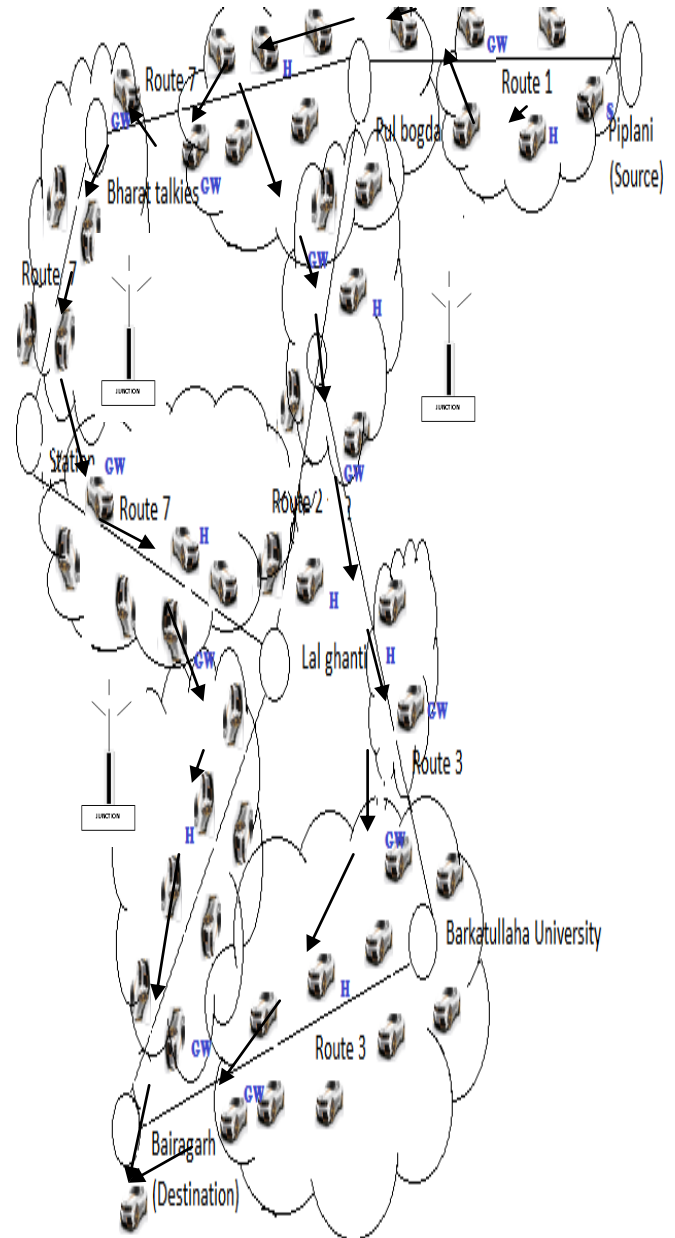 GW
Route 7
H
Route 1
GW
Pul bogda
H
S
Piplani
(Source)
Bharat talkies
GW
GW
Route 7
H
JUNCTION
JUNCTION
Station
GW
GW
Route 7
Route 2
?
H
H
Lal ghanti
H
GW
GW
Route 3
JUNCTION
H
GW
Barkatullaha University
H
Route 3
GW
GW
Bairagarh
(Destination)